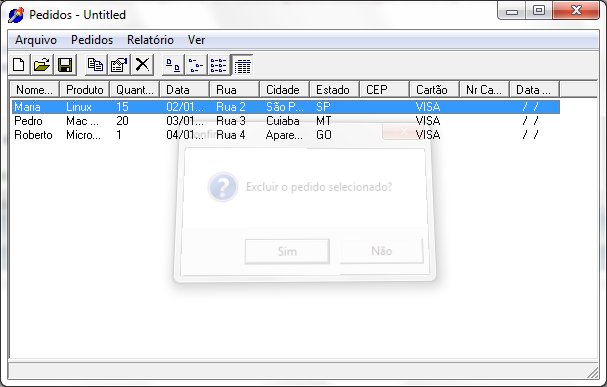 Pedidos - Untitled
Arquivo Pedidos Relatório Ver
Nome... Produto Quant... Data Rua Cidade Estado CEP Cartão Nr Ca... Data ...
Maria Linux 15 02/01... Rua 2 São P... SP VISA / /
Pedro Mac ... 20 03/01... Rua 3 Cuiaba MT VISA / /
Roberto Micro... 1 04/01... Rua 4 Apare... GO VISA / /
Excluir o pedido selecionado?
Sim Não